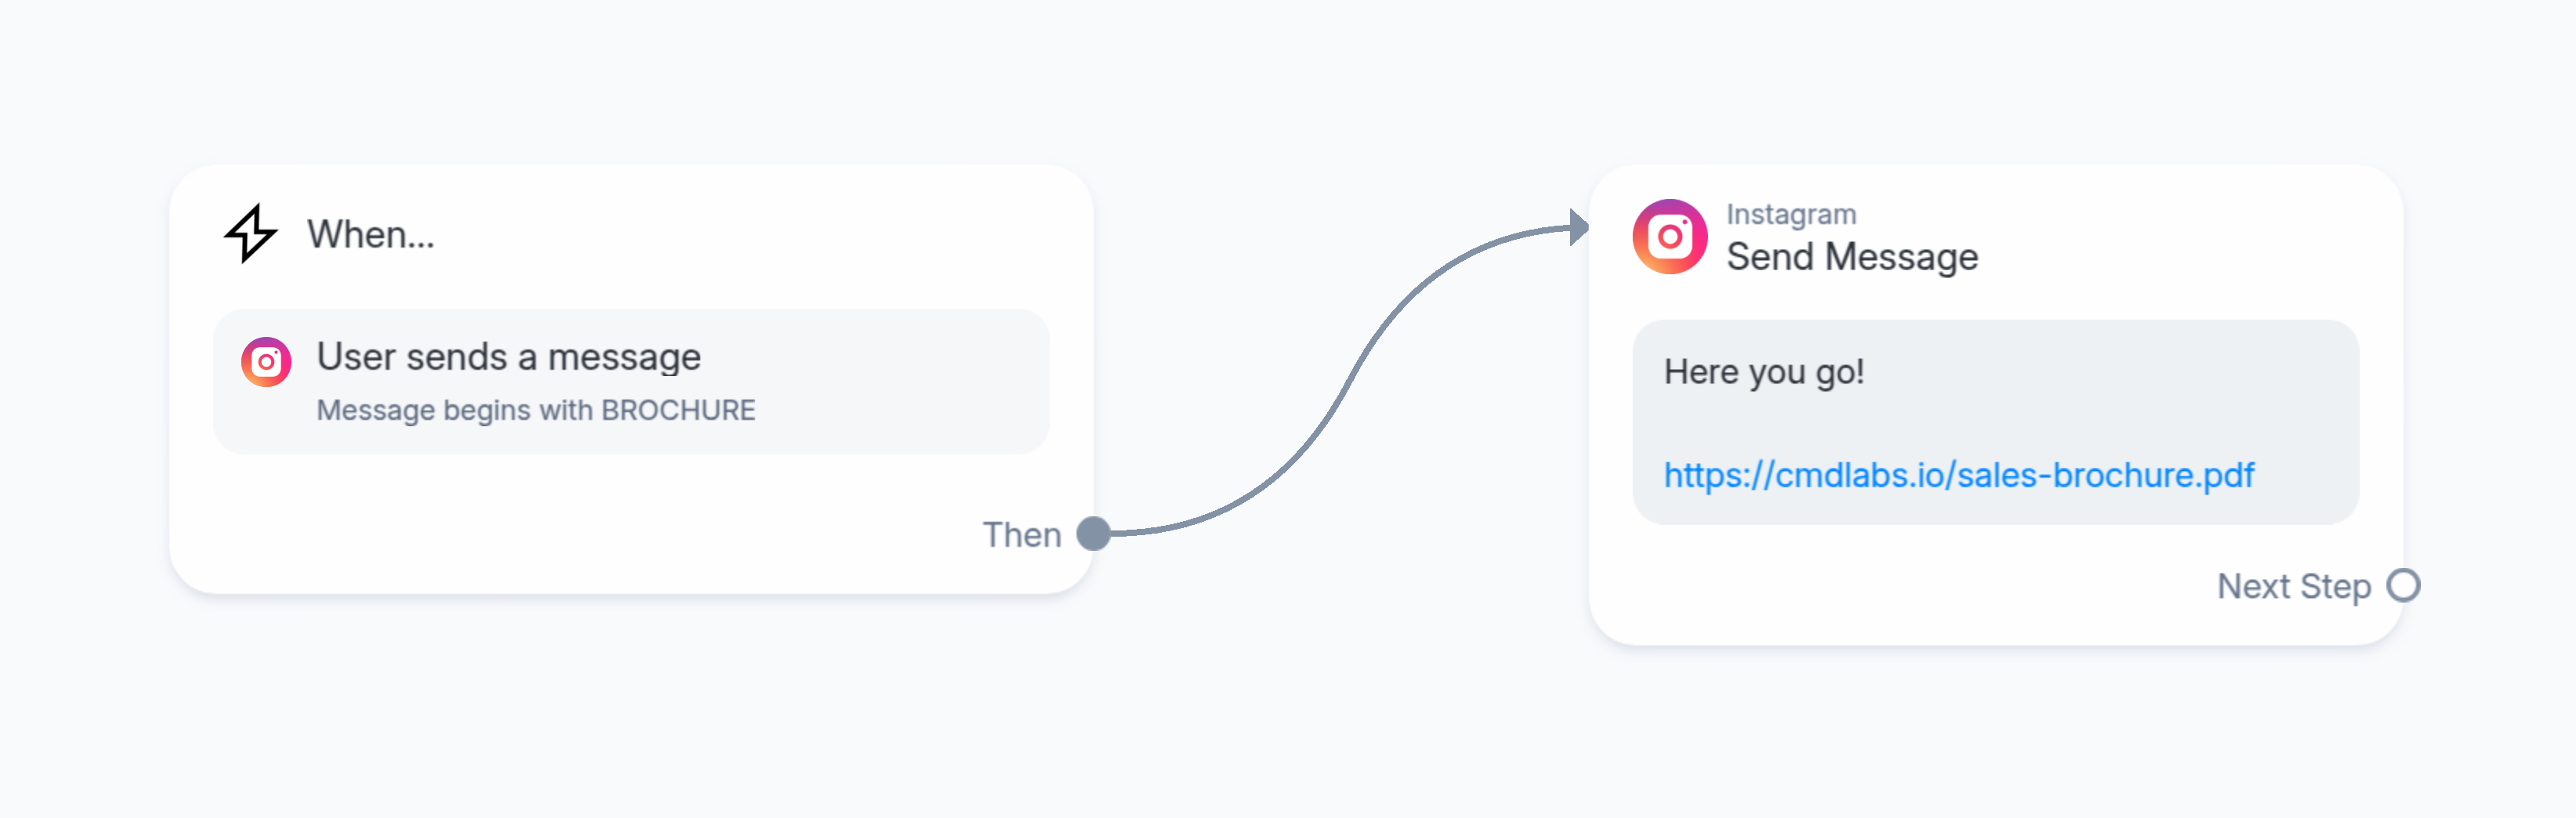 When...
User sends a message
Message begins with BROCHURE
Then
Instagram
Send Message
Here you go!
https://cmdlabs.io/sales-brochure.pdf
Next Step